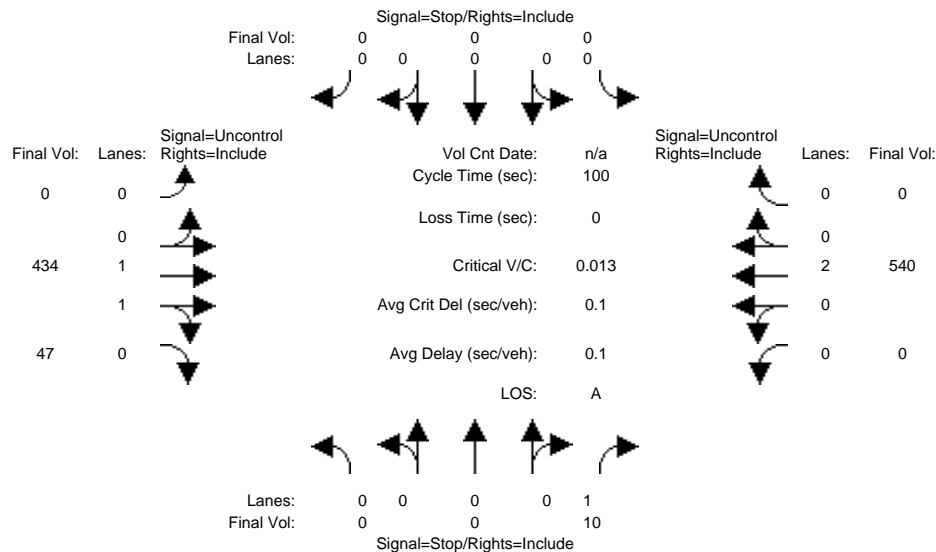 Signal=Stop/Rights=Include
Final Vol: 0 0 0
Lanes: 0 0 0 0 0
Signal=Uncontrol
Final Vol: Lanes: Rights=Include
Vol Cnt Date: n/a
Signal=Uncontrol
Rights=Include Lanes: Final Vol:
Cycle Time (sec): 100
0 0
0 0
Loss Time (sec): 0
0
0
434 1
Critical V/C: 0.013
2 540
1
Avg Crit Del (sec/veh): 0.1
0
47 0
Avg Delay (sec/veh): 0.1
0 0
LOS: A
Lanes: 0 0 0 0 1
Final Vol: 0 0 10
Signal=Stop/Rights=Include